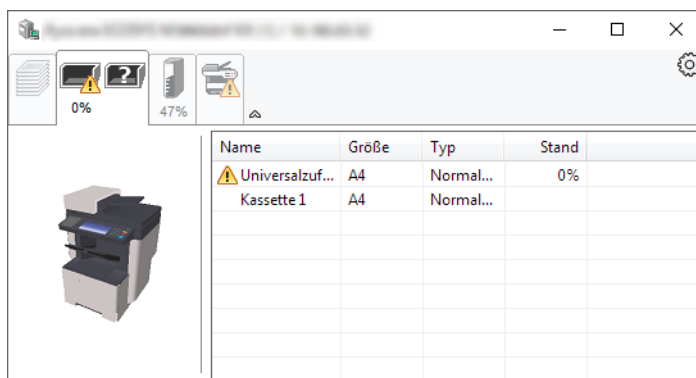 0%
47%
Name Größe Typ Stand
Universalzuf... A4 Normal... 0%
Kassette 1 A4 Normal...